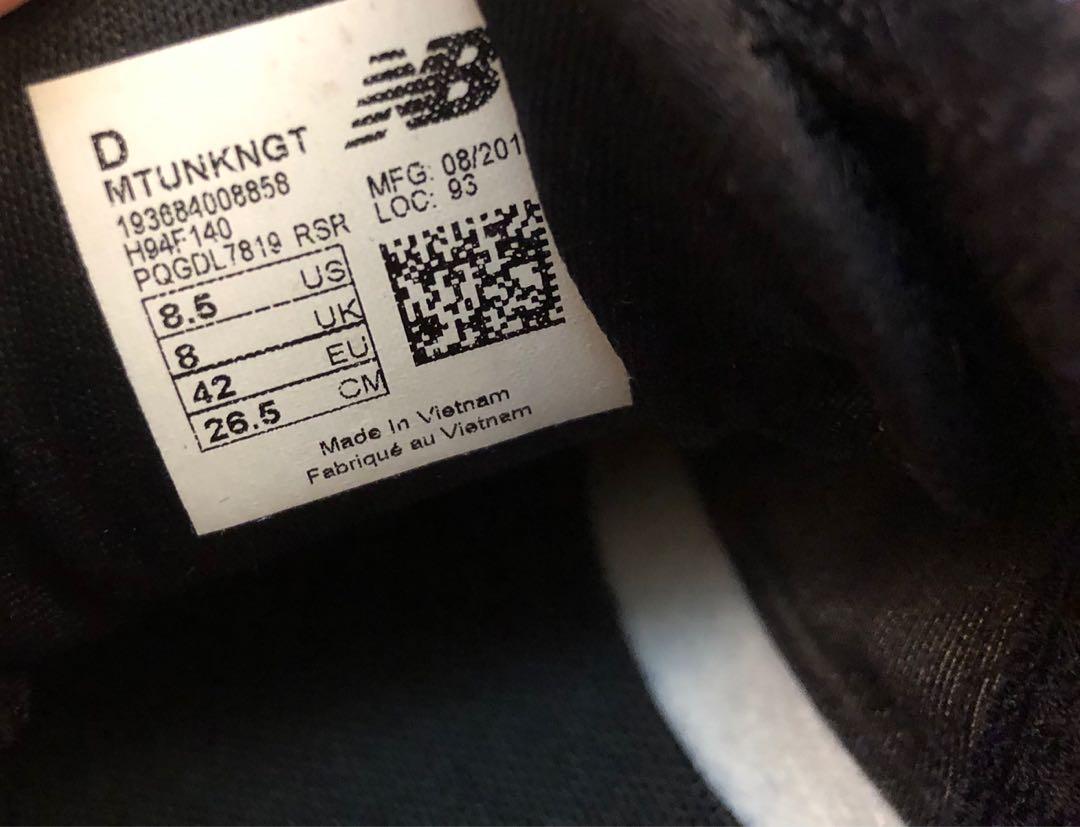 D
MTUNKNGT
193684008858
H94F140
PQGDL7819 RSR
8.5 US
8 UK
42 EU
26.5 CM
NB
MFG: 08/201
LOC: 93
Made In Vietnam
Fabriqué au Vietnam